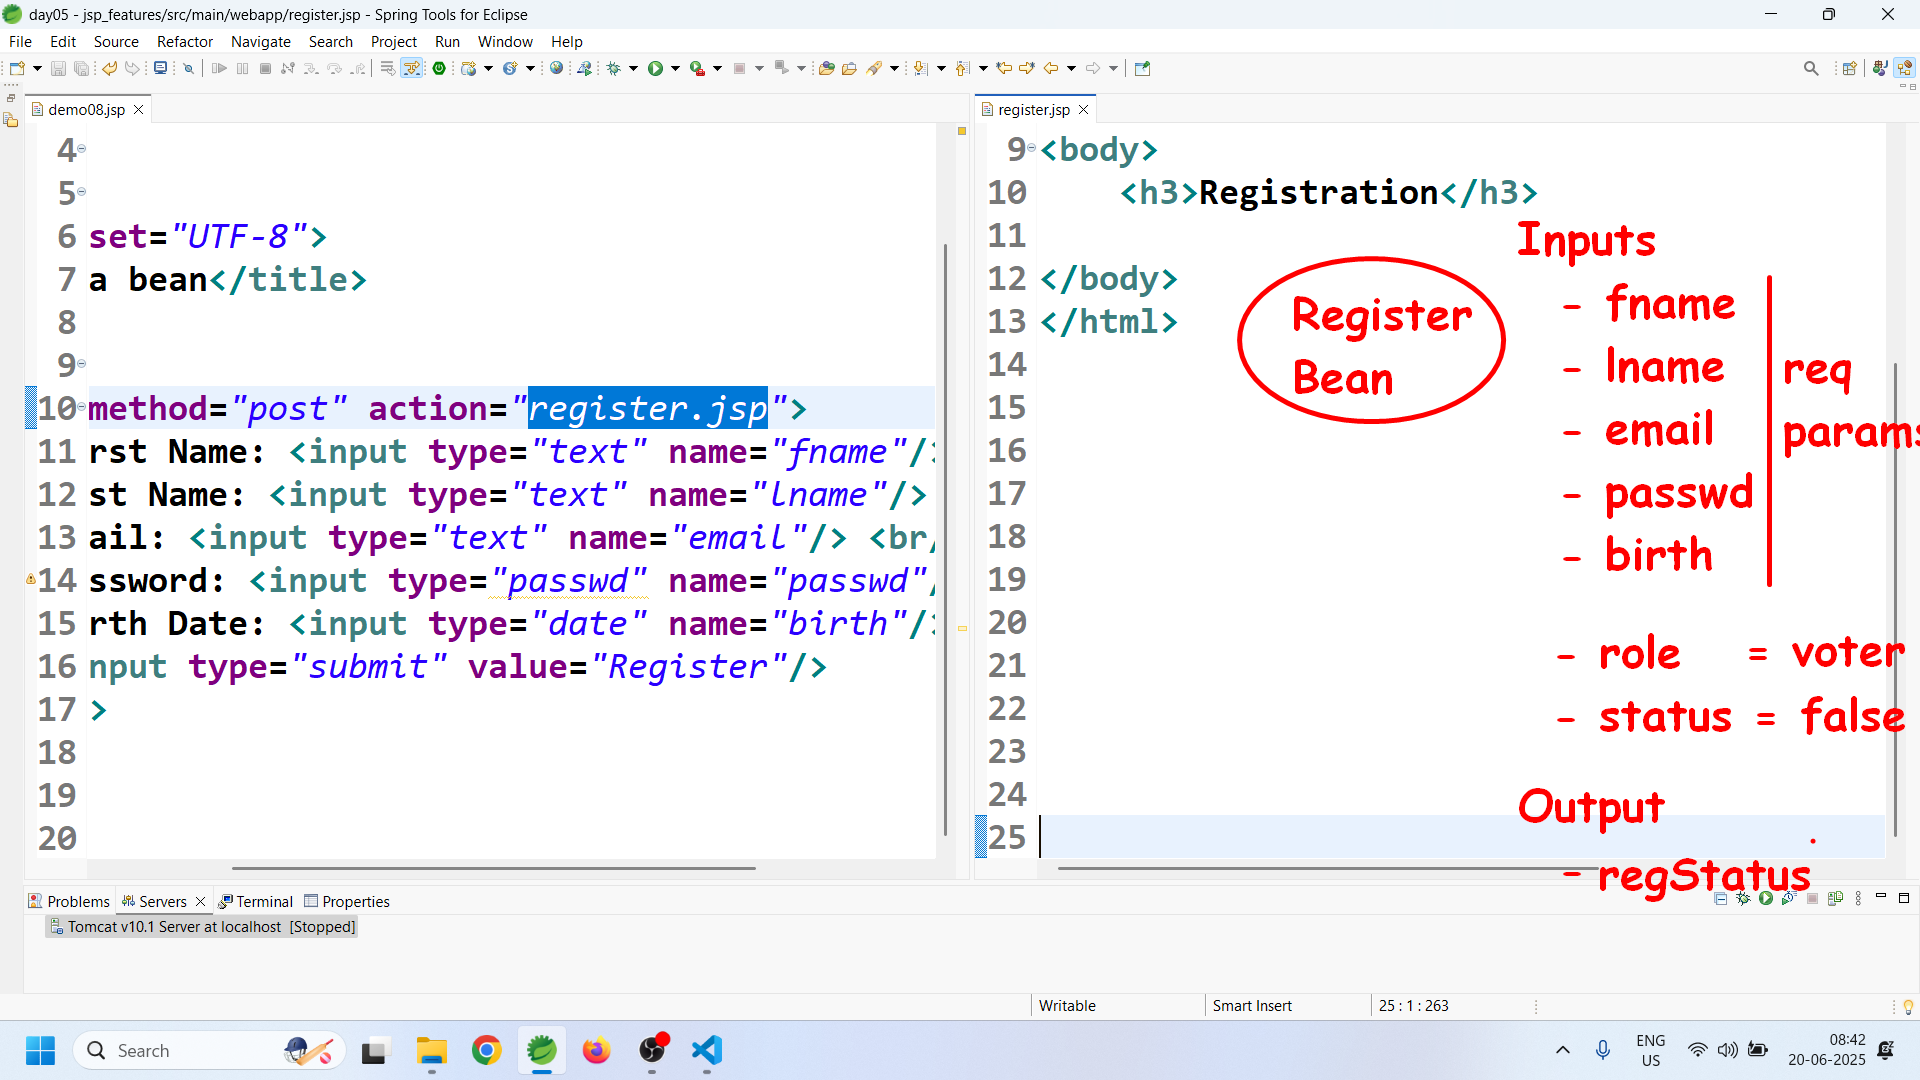 day05 - jsp_features/src/main/webapp/register.jsp - Spring Tools for Eclipse
File Edit Source Refactor Navigate Search Project Run Window Help
demo08.jsp
4
5
6 set="UTF-8">
7 a bean</title>
8
9
10 method="post" action="register.jsp">
11 rst Name: <input type="text" name="fname"/>
12 st Name: <input type="text" name="lname"/>
13 ail: <input type="text" name="email"/> <br/
14 ssword: <input type="passwd" name="passwd"/
15 rth Date: <input type="date" name="birth"/>
16 nput type="submit" value="Register"/>
17 >
18
19
20
register.jsp
9 <body>
10 <h3>Registration</h3>
11
12 </body>
13 </html>
14
15
16
17
18
19
20
21
22
23
24
25
Register
Bean
Inputs
- fname
- lname
- email
- passwd
- birth
req
params
- role = voter
- status = false
Output
- regStatus
Problems Servers Terminal Properties
Tomcat v10.1 Server at localhost [Stopped]
Writable Smart Insert 25 : 1 : 263
Search
ENG
US
08:42
20-06-2025